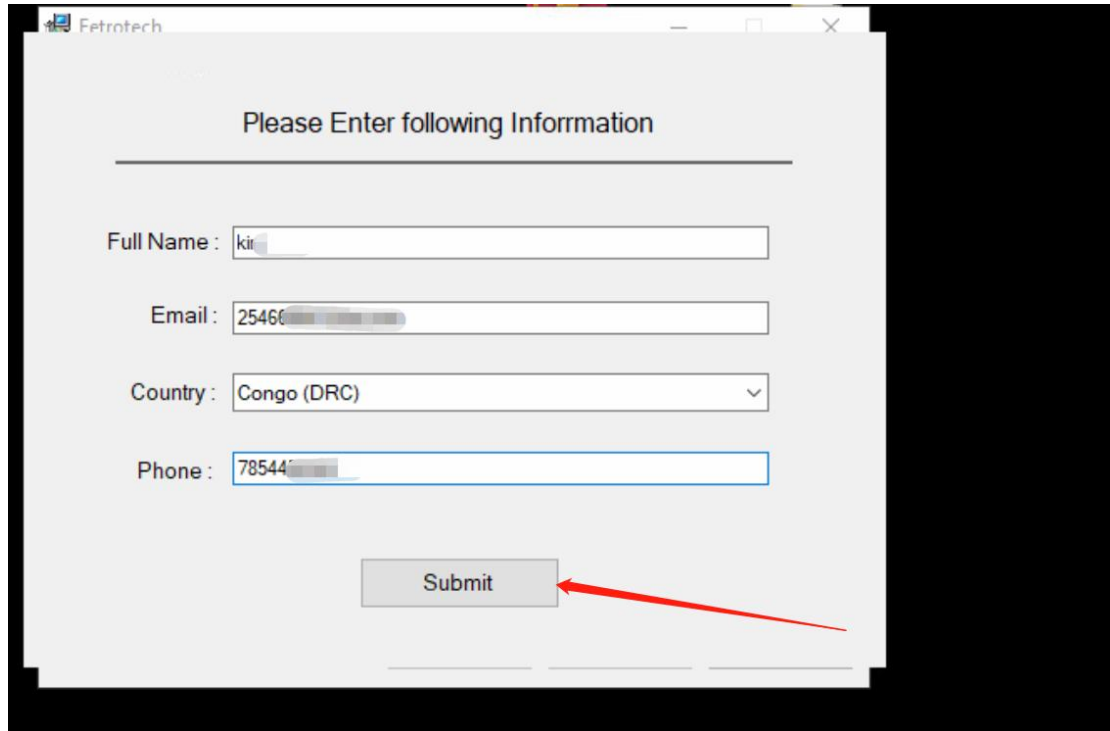 Fetrotech
Please Enter following Inforrmation
Full Name :
Email :
Country : Congo (DRC)
Phone :
Submit